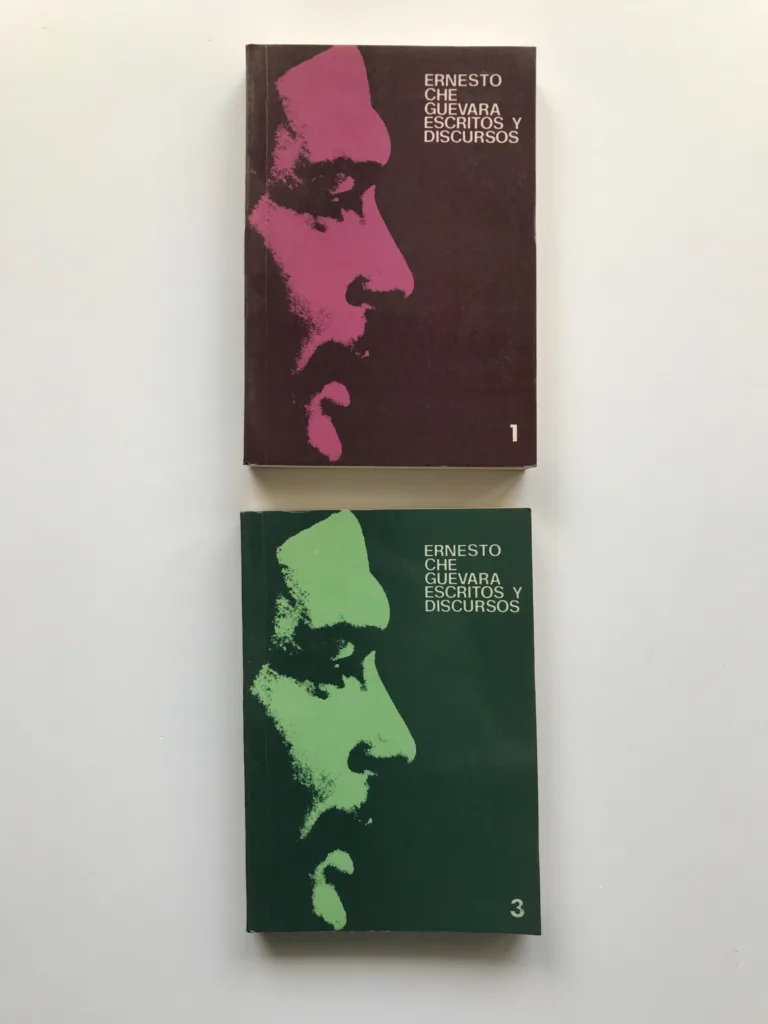 ERNESTO
CHE
GUEVARA
ESCRITOS Y
DISCURSOS
1
ERNESTO
CHE
GUEVARA
ESCRITOS Y
DISCURSOS
3